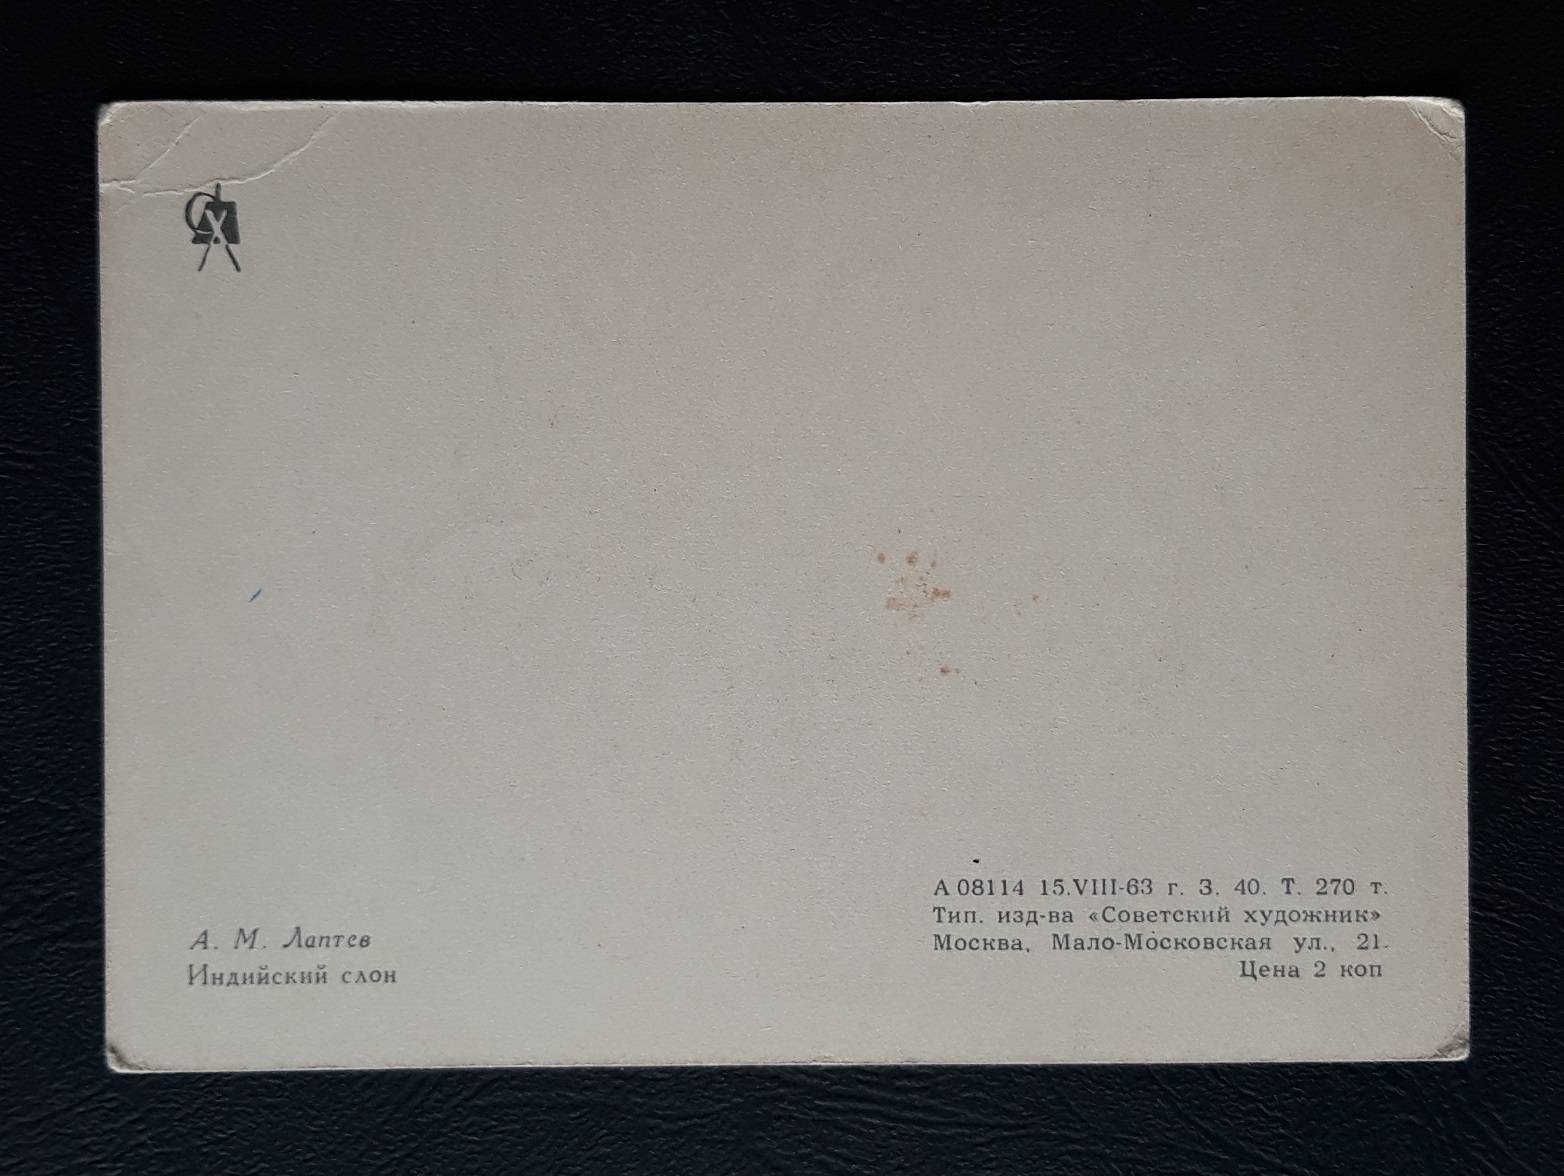 СХ
А. М. Лаптев
Индийский слон
А 08114 15.VIII-63 г. З. 40. Т. 270 т.
Тип. изд-ва «Советский художник»
Москва, Мало-Московская ул., 21.
Цена 2 коп